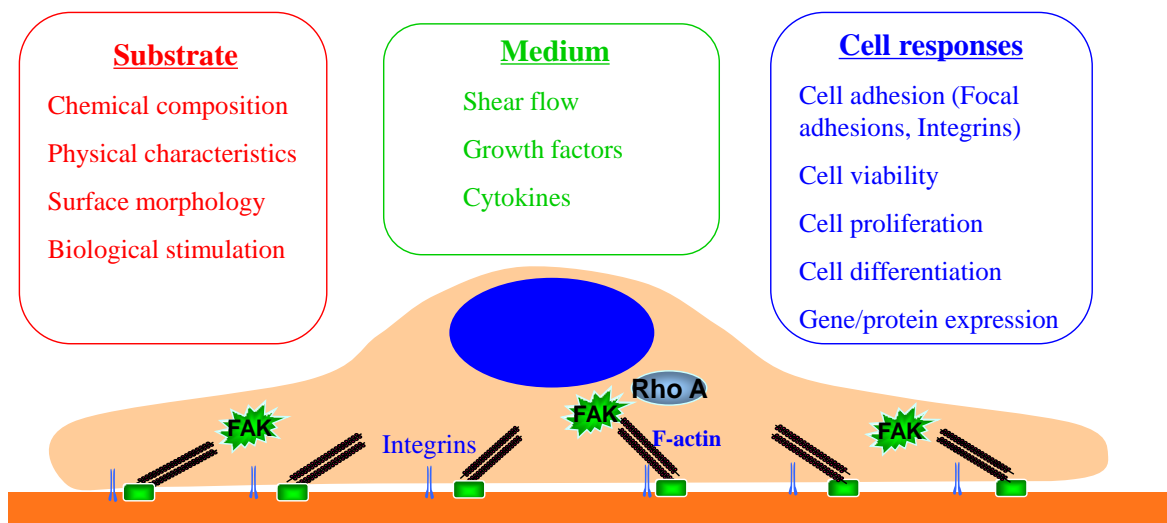 Substrate
Chemical composition
Physical characteristics
Surface morphology
Biological stimulation
Medium
Shear flow
Growth factors
Cytokines
Cell responses
Cell adhesion (Focal
adhesions, Integrins)
Cell viability
Cell proliferation
Cell differentiation
Gene/protein expression
Rho A
FAK
FAK
FAK
Integrins
F-actin